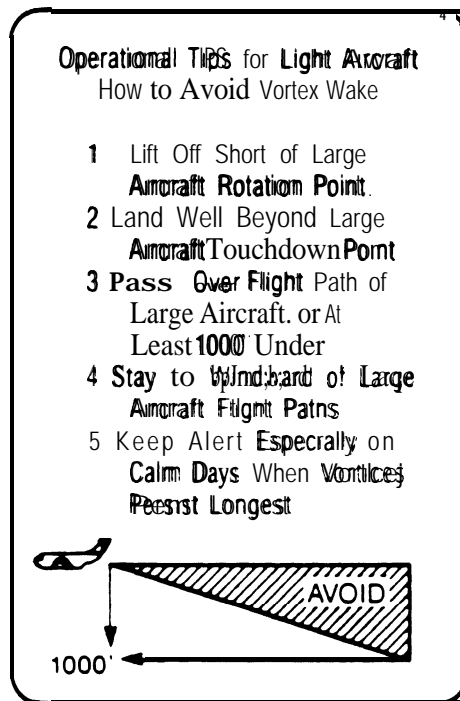 4
Operational Tips for Light Aircraft
How to Avoid Vortex Wake
1 Lift Off Short of Large
Aircraft Rotation Point.
2 Land Well Beyond Large
Aircraft Touchdown Point
3 Pass Over Flight Path of
Large Aircraft. or At
Least 1000' Under
4 Stay to Windward of Large
Aircraft Flight Paths
5 Keep Alert Especially on
Calm Days When Vortices
Persist Longest
AVOID
1000'